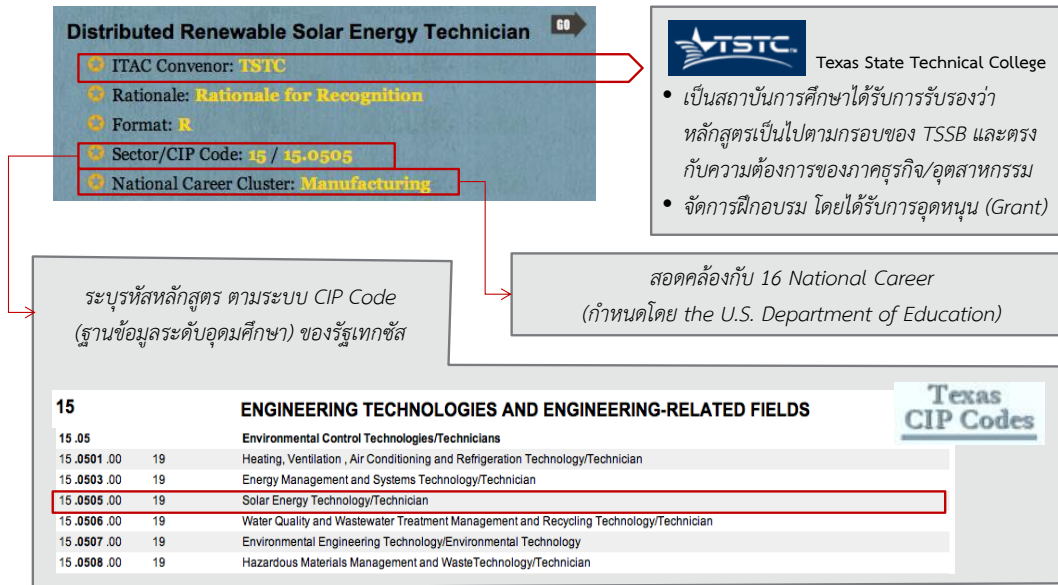 Distributed Renewable Solar Energy Technician
GO
ITAC Convenor: TSTC
Rationale: Rationale for Recognition
Format: R
Sector/CIP Code: 15 / 15.0505
National Career Cluster: Manufacturing
TSTC™
Texas State Technical College
• เป็นสถาบันการศึกษาได้รับการรับรองว่า
หลักสูตรเป็นไปตามกรอบของ TSSB และตรง
กับความต้องการของภาคธุรกิจ/อุตสาหกรรม
• จัดการฝึกอบรม โดยได้รับการอุดหนุน (Grant)
ระบุรหัสหลักสูตร ตามระบบ CIP Code
(ฐานข้อมูลระดับอุดมศึกษา) ของรัฐเทกซัส
สอดคล้องกับ 16 National Career
(กำหนดโดย the U.S. Department of Education)
Texas
CIP Codes
15 ENGINEERING TECHNOLOGIES AND ENGINEERING-RELATED FIELDS
15 .05 Environmental Control Technologies/Technicians
15 .0501 .00 19 Heating, Ventilation , Air Conditioning and Refrigeration Technology/Technician
15 .0503 .00 19 Energy Management and Systems Technology/Technician
15 .0505 .00 19 Solar Energy Technology/Technician
15 .0506 .00 19 Water Quality and Wastewater Treatment Management and Recycling Technology/Technician
15 .0507 .00 19 Environmental Engineering Technology/Environmental Technology
15 .0508 .00 19 Hazardous Materials Management and WasteTechnology/Technician